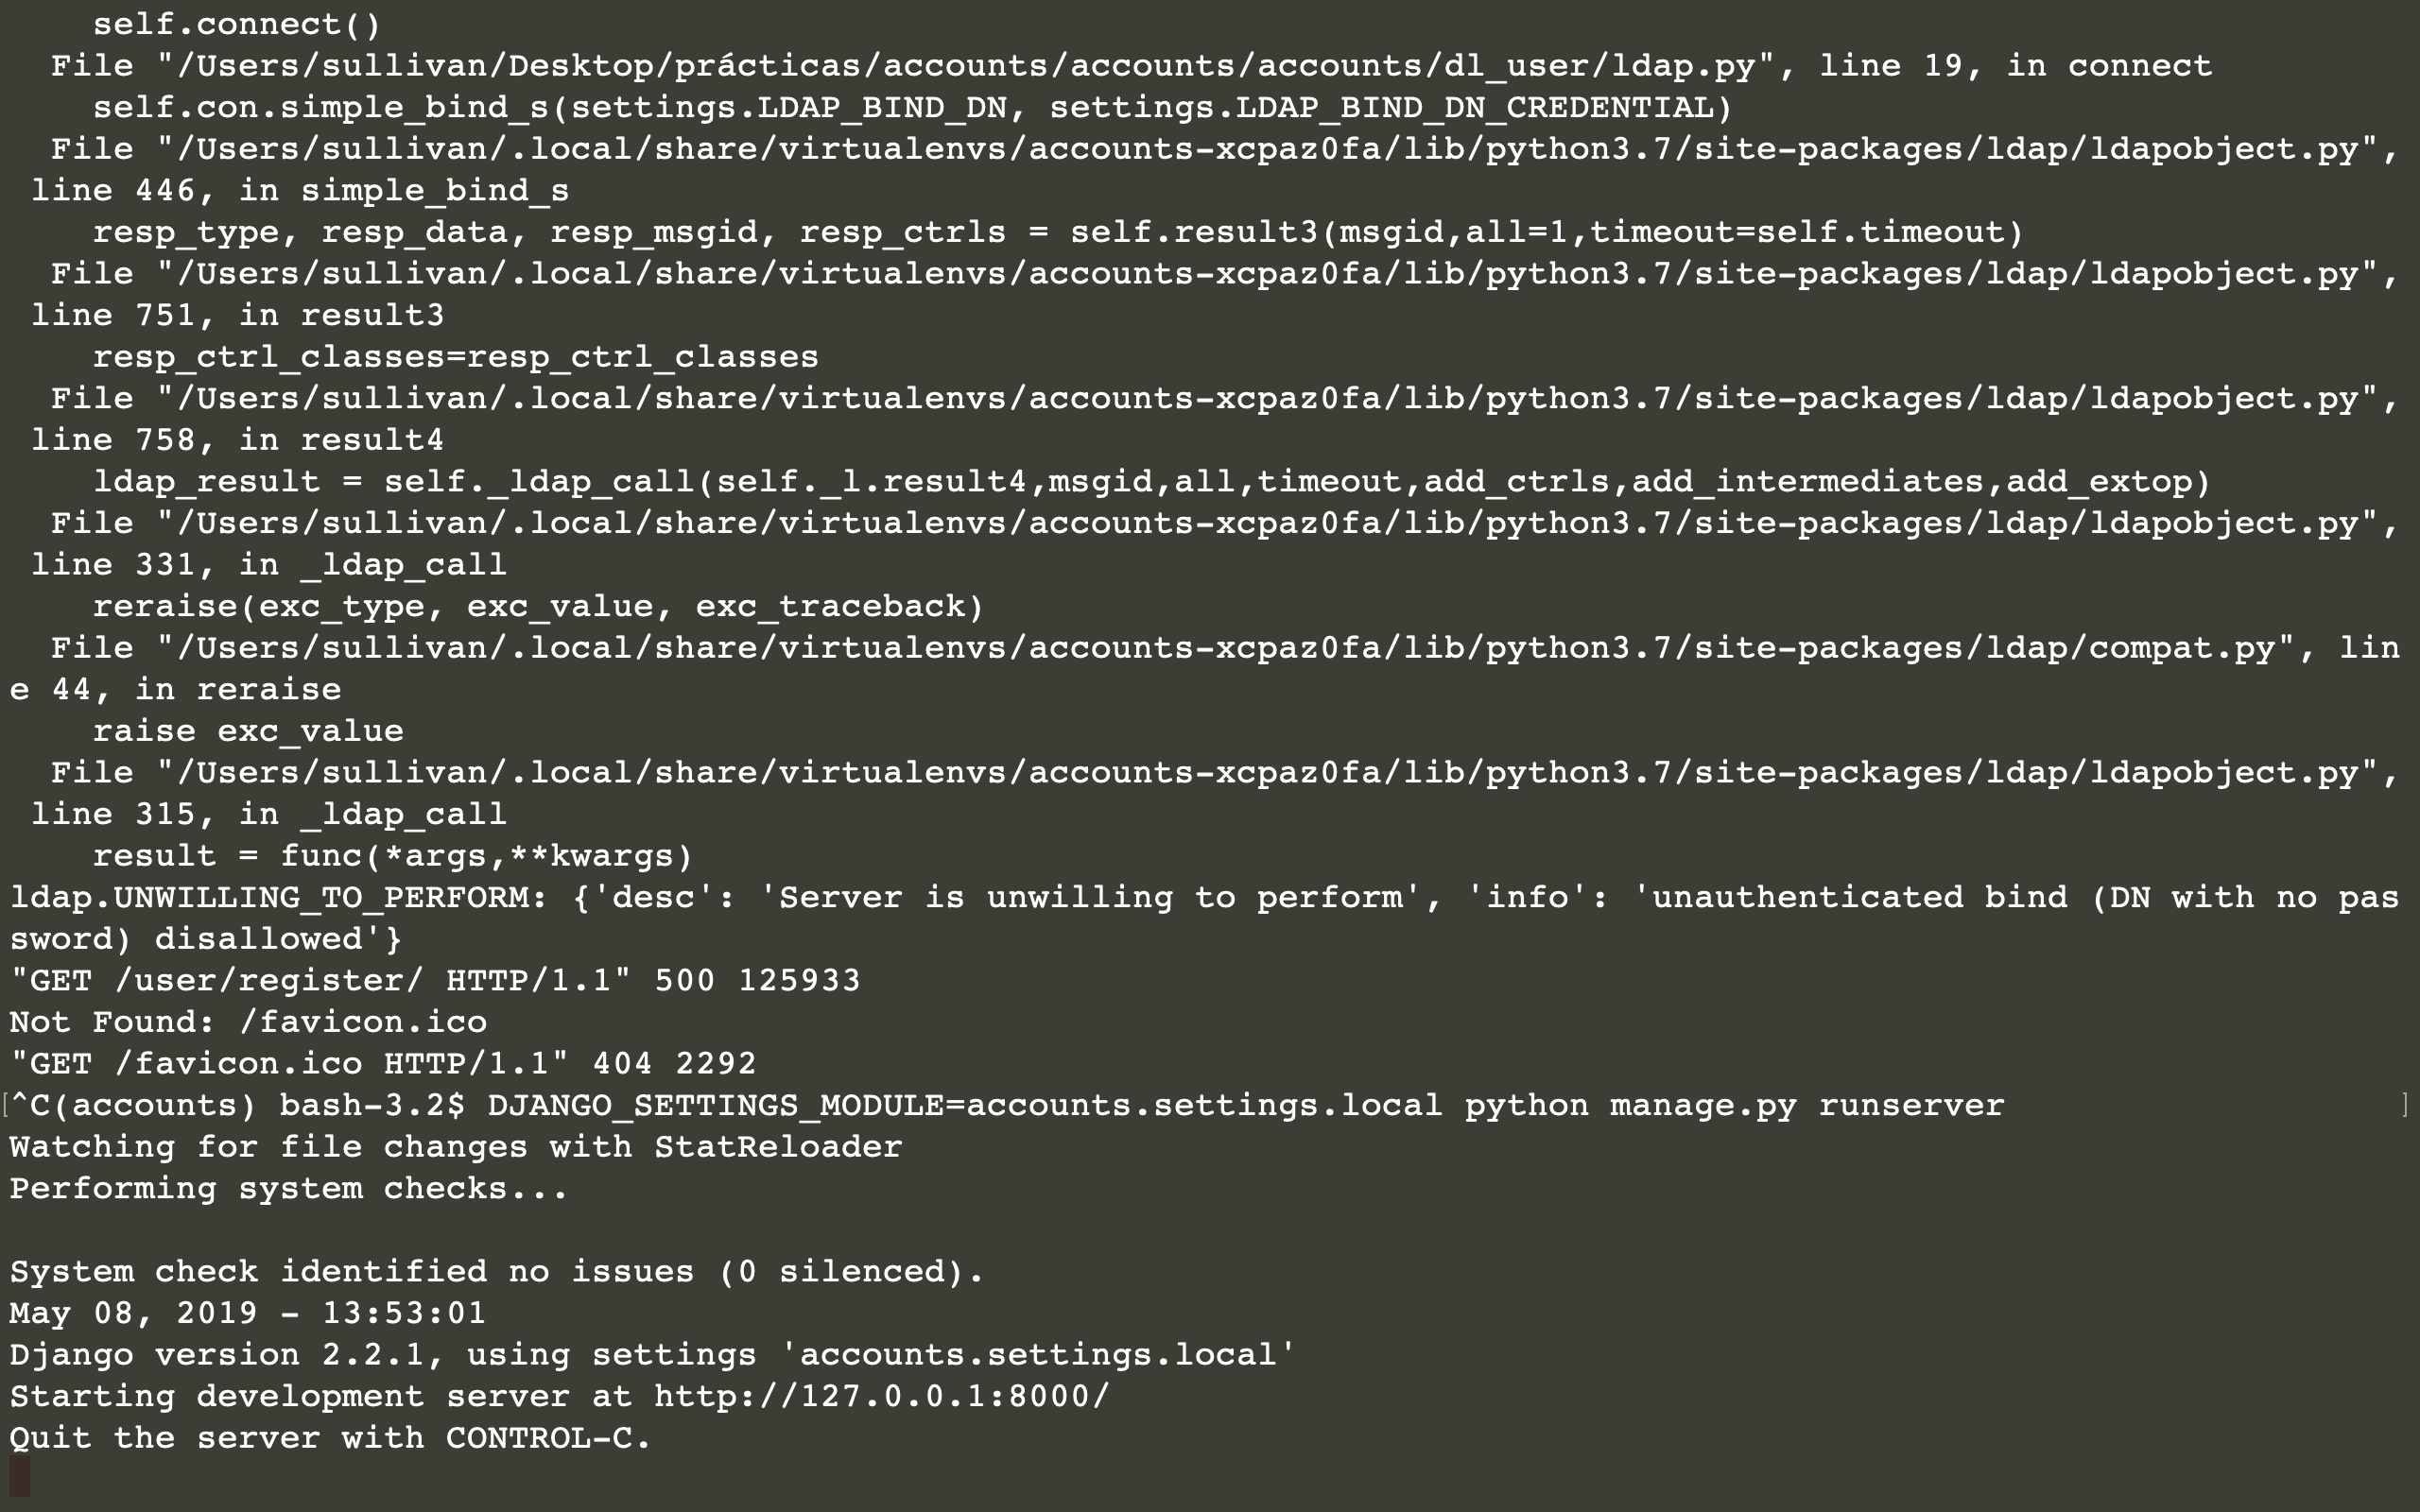 self.connect()
File "/Users/sullivan/Desktop/prácticas/accounts/accounts/accounts/dl_user/ldap.py", line 19, in connect
self.con.simple_bind_s(settings.LDAP_BIND_DN, settings.LDAP_BIND_DN_CREDENTIAL)
File "/Users/sullivan/.local/share/virtualenvs/accounts-xcpaz0fa/lib/python3.7/site-packages/ldap/ldapobject.py",
line 446, in simple_bind_s
resp_type, resp_data, resp_msgid, resp_ctrls = self.result3(msgid,all=1,timeout=self.timeout)
File "/Users/sullivan/.local/share/virtualenvs/accounts-xcpaz0fa/lib/python3.7/site-packages/ldap/ldapobject.py",
line 751, in result3
resp_ctrl_classes=resp_ctrl_classes
File "/Users/sullivan/.local/share/virtualenvs/accounts-xcpaz0fa/lib/python3.7/site-packages/ldap/ldapobject.py",
line 758, in result4
ldap_result = self._ldap_call(self._l.result4,msgid,all,timeout,add_ctrls,add_intermediates,add_extop)
File "/Users/sullivan/.local/share/virtualenvs/accounts-xcpaz0fa/lib/python3.7/site-packages/ldap/ldapobject.py",
line 331, in _ldap_call
reraise(exc_type, exc_value, exc_traceback)
File "/Users/sullivan/.local/share/virtualenvs/accounts-xcpaz0fa/lib/python3.7/site-packages/ldap/compat.py", lin
e 44, in reraise
raise exc_value
File "/Users/sullivan/.local/share/virtualenvs/accounts-xcpaz0fa/lib/python3.7/site-packages/ldap/ldapobject.py",
line 315, in _ldap_call
result = func(*args,**kwargs)
ldap.UNWILLING_TO_PERFORM: {'desc': 'Server is unwilling to perform', 'info': 'unauthenticated bind (DN with no pas
sword) disallowed'}
"GET /user/register/ HTTP/1.1" 500 125933
Not Found: /favicon.ico
"GET /favicon.ico HTTP/1.1" 404 2292
[^C(accounts) bash-3.2$ DJANGO_SETTINGS_MODULE=accounts.settings.local python manage.py runserver ]
Watching for file changes with StatReloader
Performing system checks...
System check identified no issues (0 silenced).
May 08, 2019 - 13:53:01
Django version 2.2.1, using settings 'accounts.settings.local'
Starting development server at http://127.0.0.1:8000/
Quit the server with CONTROL-C.